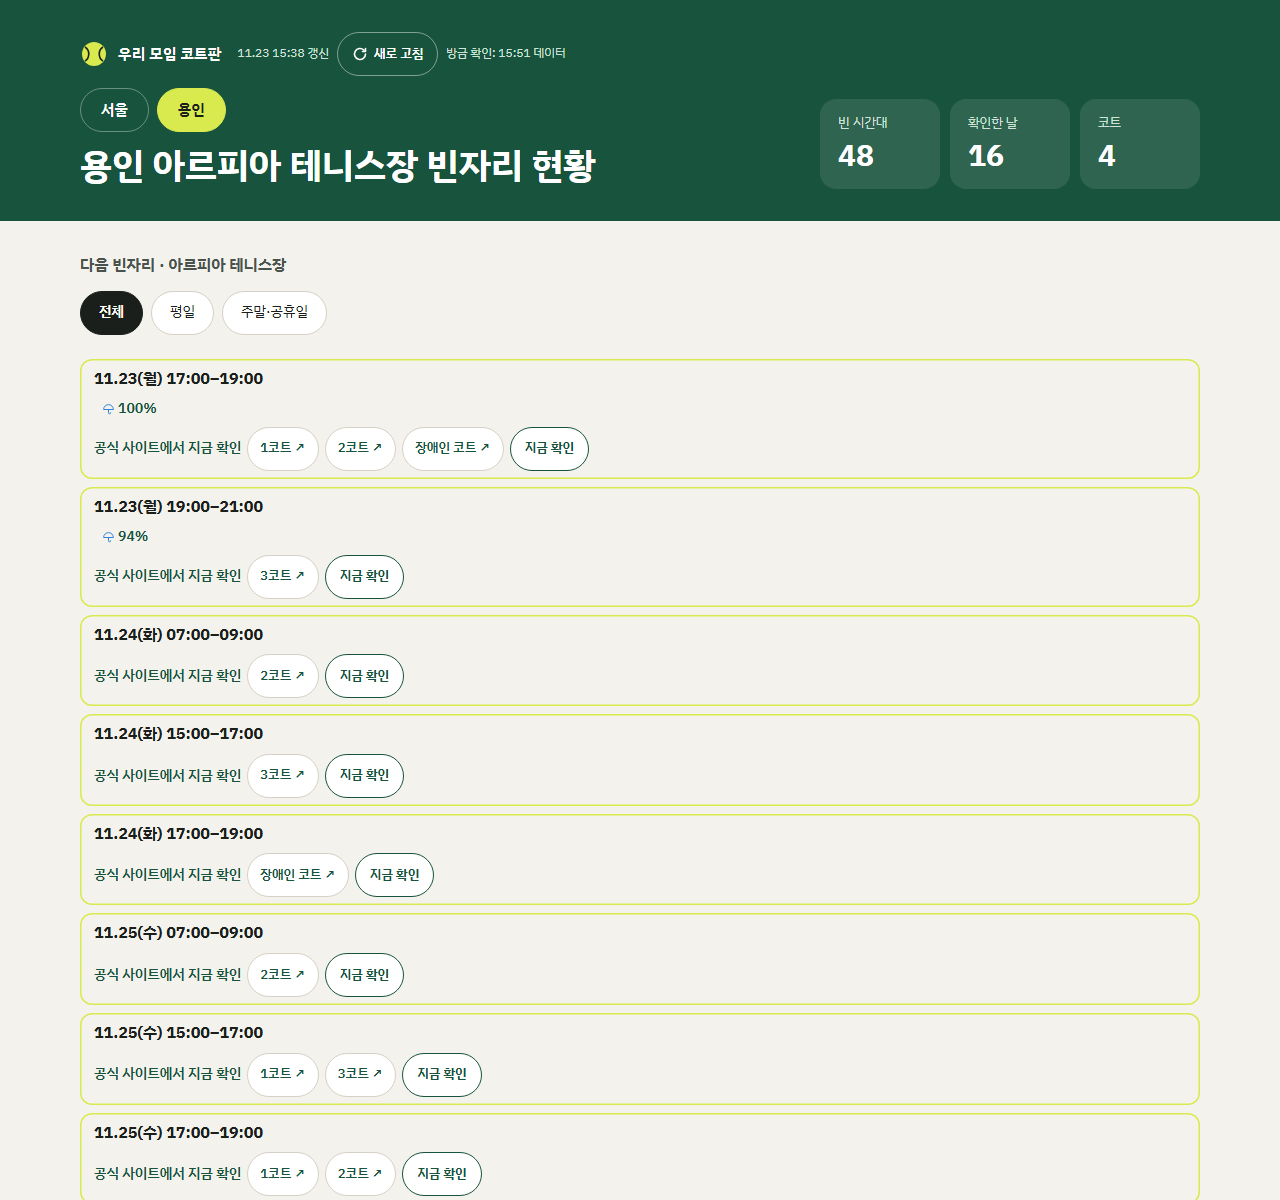 우리 모임 코트판 11.23 15:38 갱신 새로 고침 방금 확인: 15:51 데이터
서울 용인
용인 아르피아 테니스장 빈자리 현황
빈 시간대 확인한 날 코트
48 16 4
다음 빈자리 · 아르피아 테니스장
전체 평일 주말·공휴일
11.23(월) 17:00–19:00
100%
공식 사이트에서 지금 확인 1코트 ↗ 2코트 ↗ 장애인 코트 ↗ 지금 확인
11.23(월) 19:00–21:00
94%
공식 사이트에서 지금 확인 3코트 ↗ 지금 확인
11.24(화) 07:00–09:00
공식 사이트에서 지금 확인 2코트 ↗ 지금 확인
11.24(화) 15:00–17:00
공식 사이트에서 지금 확인 3코트 ↗ 지금 확인
11.24(화) 17:00–19:00
공식 사이트에서 지금 확인 장애인 코트 ↗ 지금 확인
11.25(수) 07:00–09:00
공식 사이트에서 지금 확인 2코트 ↗ 지금 확인
11.25(수) 15:00–17:00
공식 사이트에서 지금 확인 1코트 ↗ 3코트 ↗ 지금 확인
11.25(수) 17:00–19:00
공식 사이트에서 지금 확인 1코트 ↗ 2코트 ↗ 지금 확인